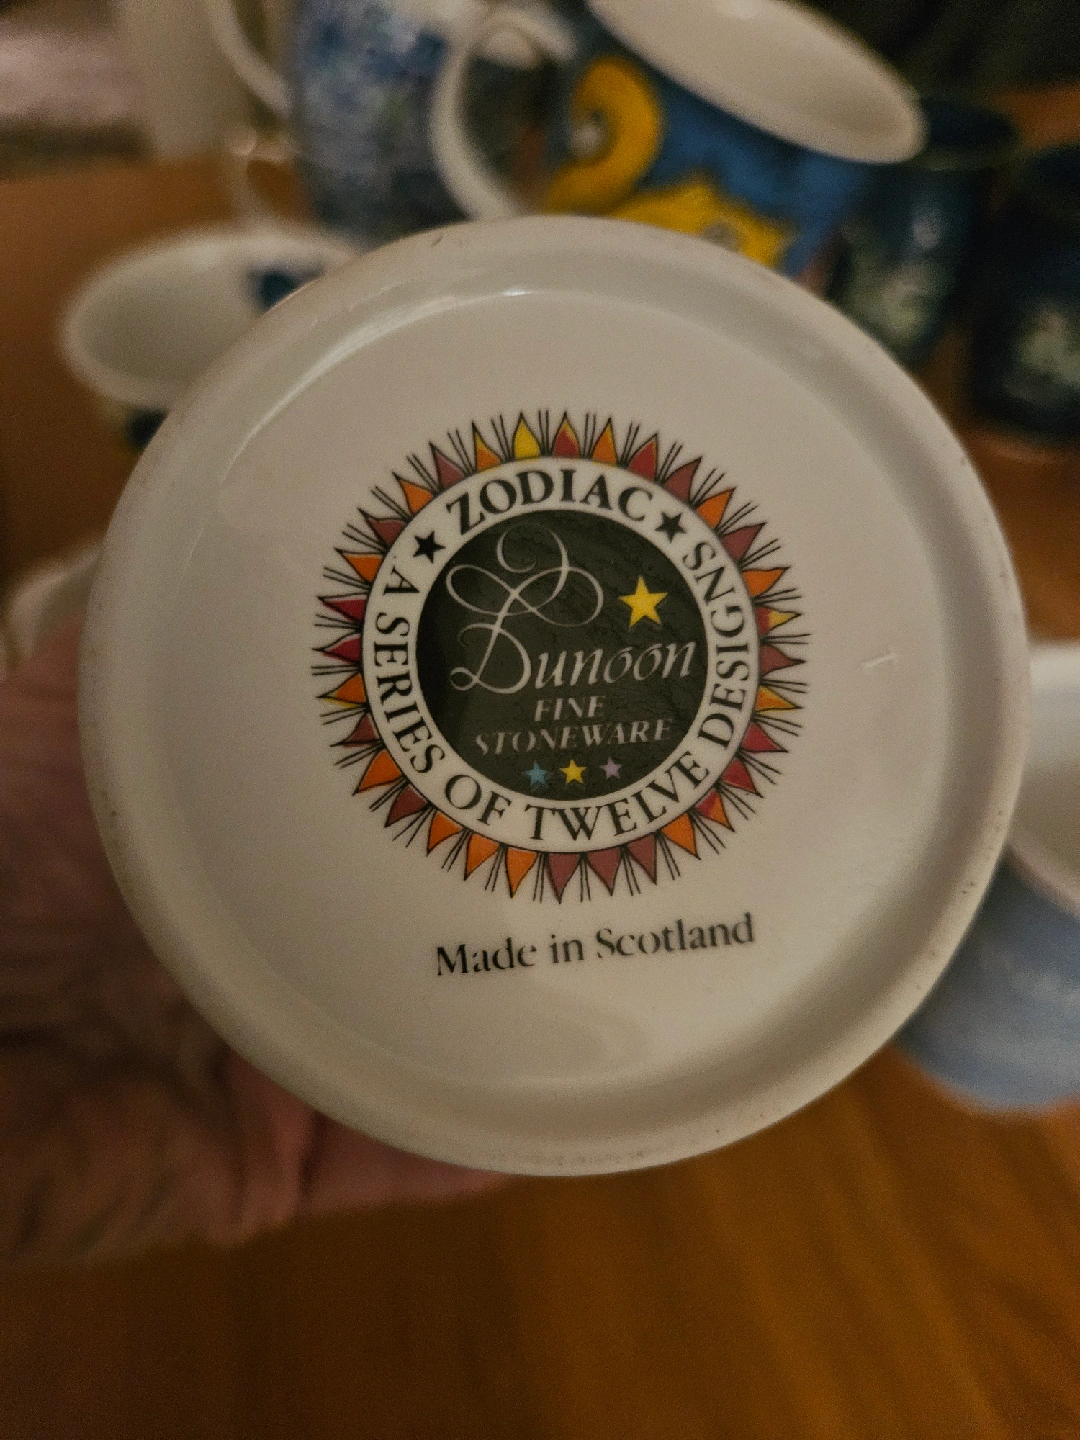 ★ ZODIAC ★
A SERIES OF TWELVE DESIGNS
Dunoon
FINE
STONEWARE
Made in Scotland